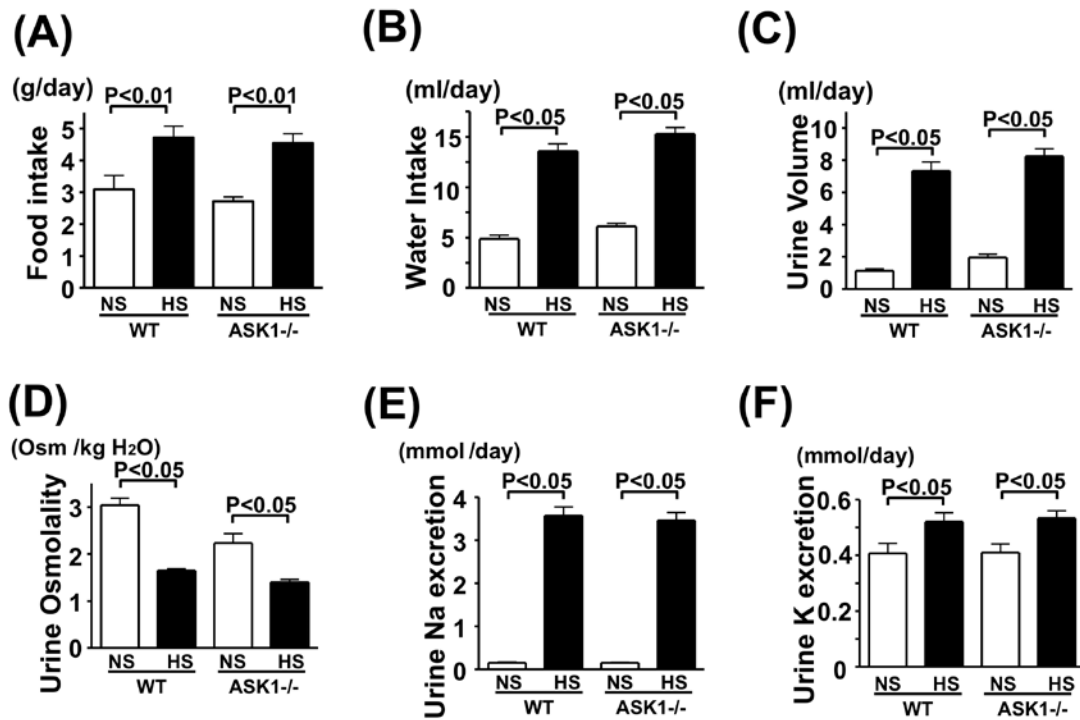 (A)
(g/day)
P<0.01 P<0.01
Food intake
5
4
3
2
1
0
NS HS NS HS
WT ASK1-/-
(B)
(ml/day)
P<0.05 P<0.05
Water Intake
15
10
5
0
NS HS NS HS
WT ASK1-/-
(C)
(ml/day)
P<0.05 P<0.05
Urine Volume
10
8
6
4
2
0
NS HS NS HS
WT ASK1-/-
(D)
(Osm /kg H₂O)
P<0.05 P<0.05
Urine Osmolality
3
2
1
0
NS HS NS HS
WT ASK1-/-
(E)
(mmol /day)
P<0.05 P<0.05
Urine Na excretion
4
3
2
1
0
NS HS NS HS
WT ASK1-/-
(F)
(mmol/day)
P<0.05 P<0.05
Urine K excretion
0.6
0.4
0.2
0
NS HS NS HS
WT ASK1-/-